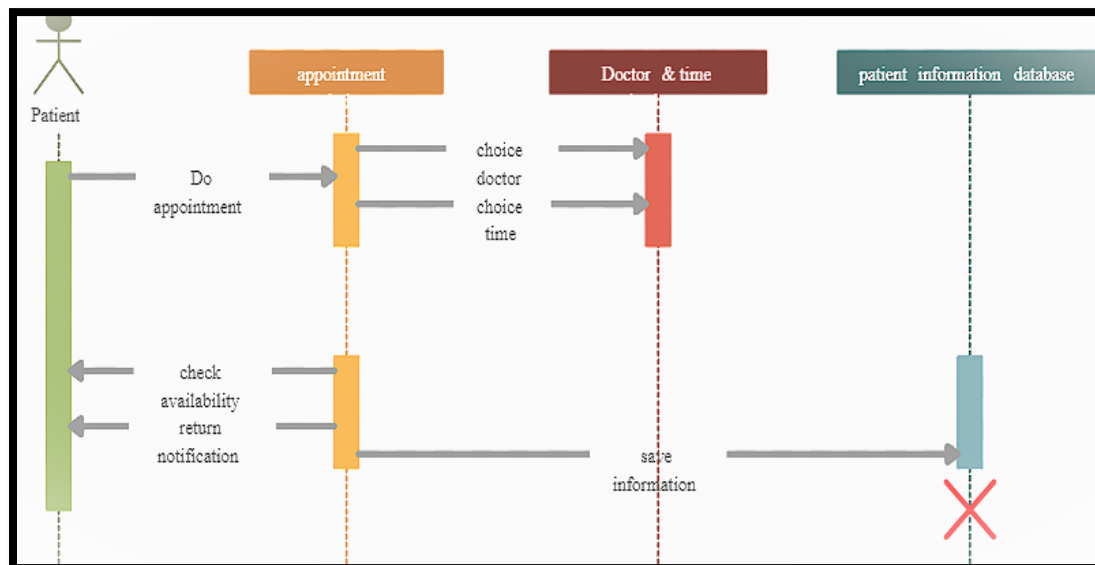 appointment
Doctor & time
patient information database
Patient
choice
doctor
Do
appointment
choice
time
check
availability
return
notification
save
information